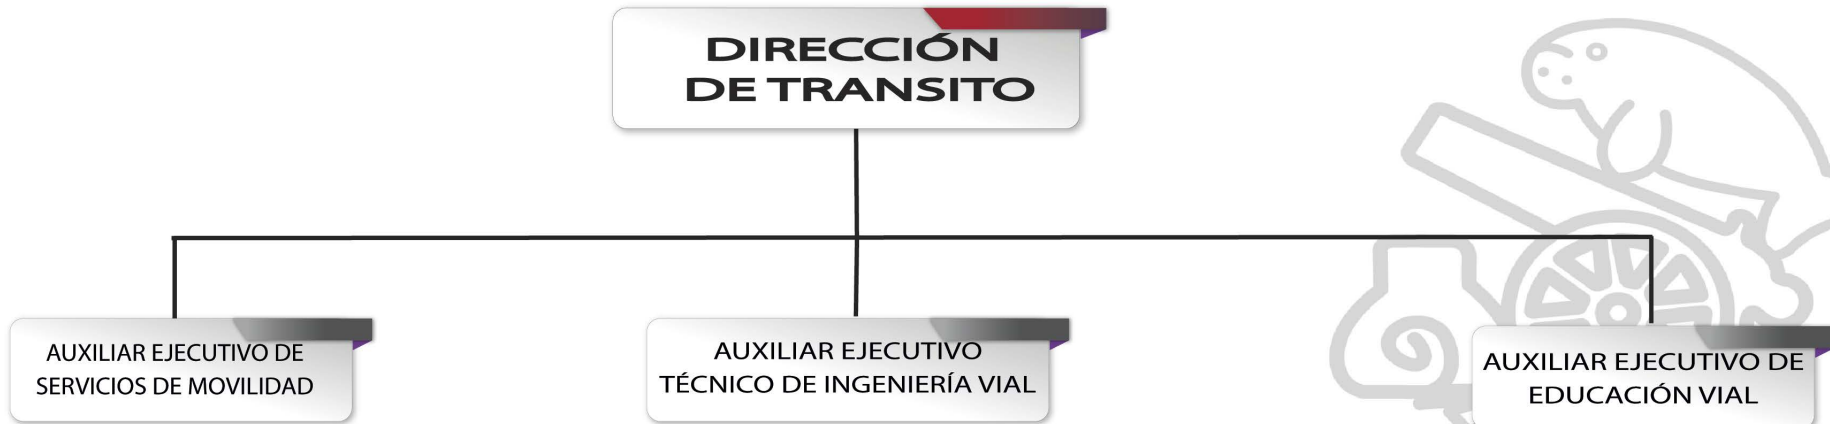 DIRECCIÓN
DE TRANSITO
AUXILIAR EJECUTIVO DE
SERVICIOS DE MOVILIDAD
AUXILIAR EJECUTIVO
TÉCNICO DE INGENIERÍA VIAL
AUXILIAR EJECUTIVO DE
EDUCACIÓN VIAL